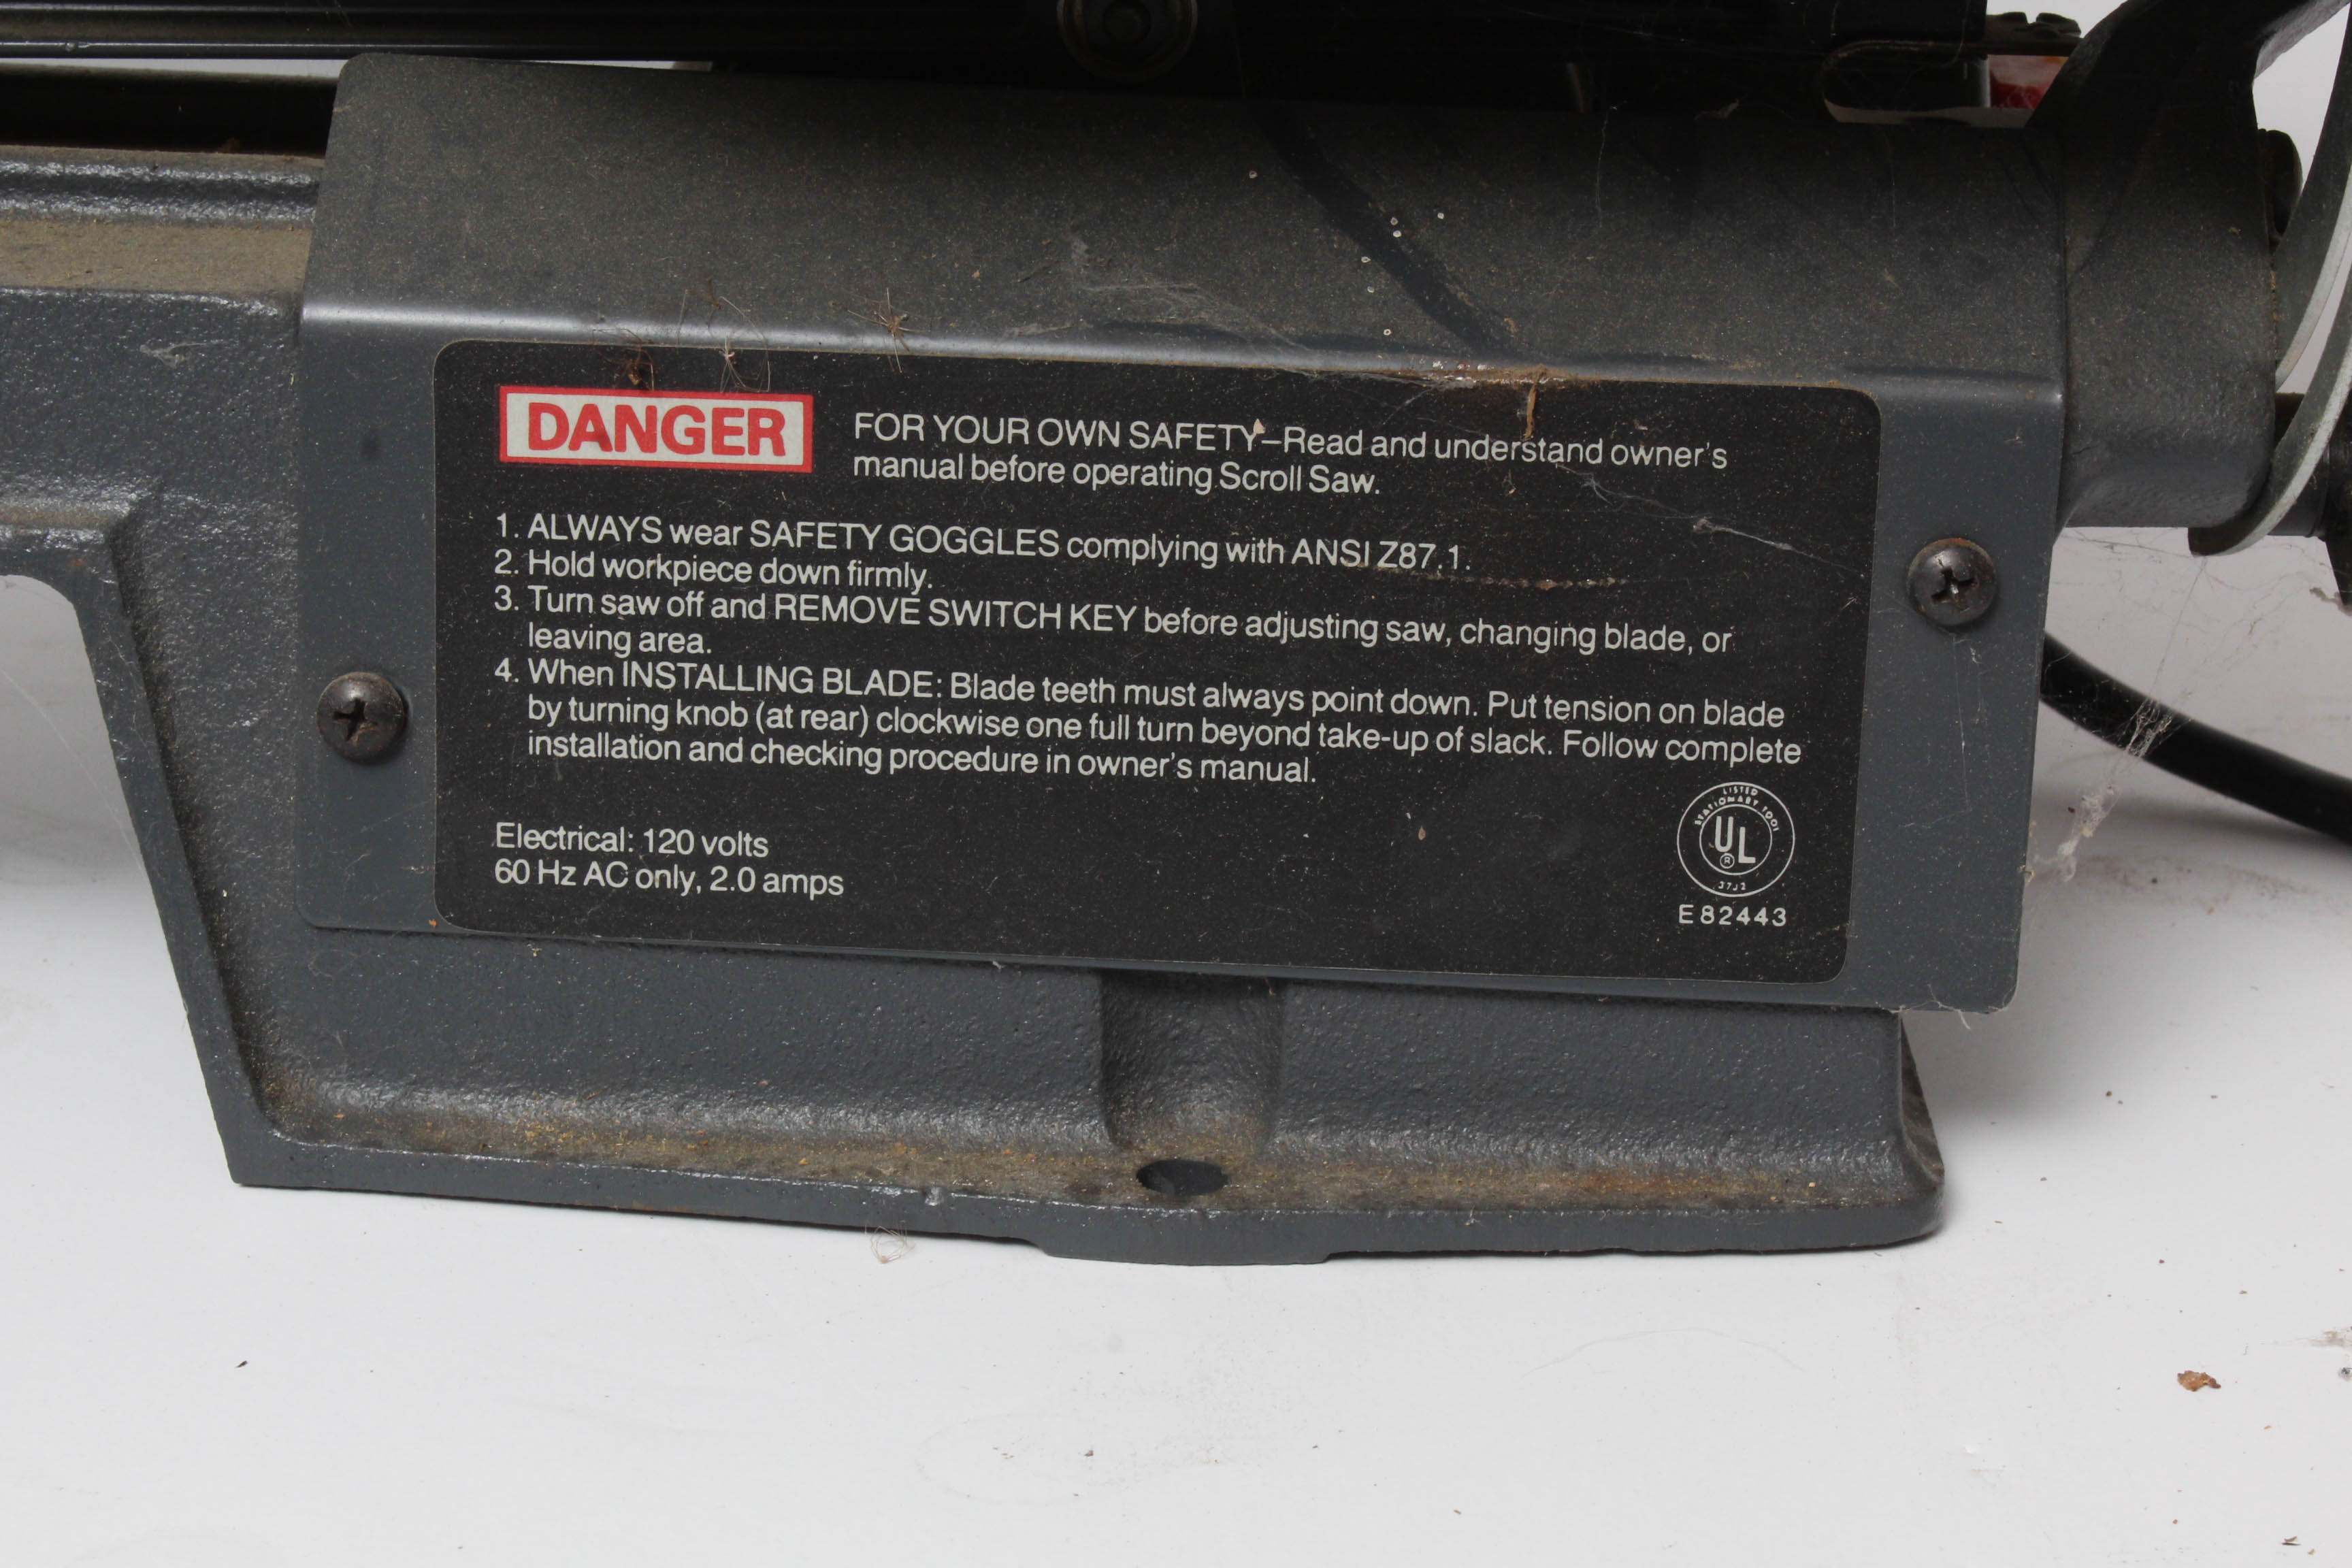 DANGER
FOR YOUR OWN SAFETY–Read and understand owner's
manual before operating Scroll Saw.
1. ALWAYS wear SAFETY GOGGLES complying with ANSI Z87.1.
2. Hold workpiece down firmly.
3. Turn saw off and REMOVE SWITCH KEY before adjusting saw, changing blade, or
leaving area.
4. When INSTALLING BLADE: Blade teeth must always point down. Put tension on blade
by turning knob (at rear) clockwise one full turn beyond take-up of slack. Follow complete
installation and checking procedure in owner's manual.
Electrical: 120 volts
60 Hz AC only, 2.0 amps
LISTED
STATIONARY TOOL
UL
®
37J2
E82443